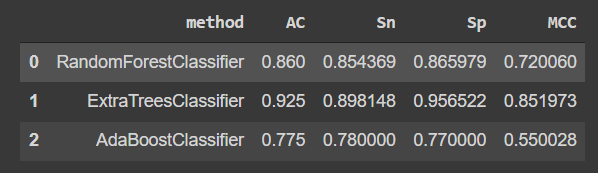 method AC Sn Sp MCC
0 RandomForestClassifier 0.860 0.854369 0.865979 0.720060
1 ExtraTreesClassifier 0.925 0.898148 0.956522 0.851973
2 AdaBoostClassifier 0.775 0.780000 0.770000 0.550028